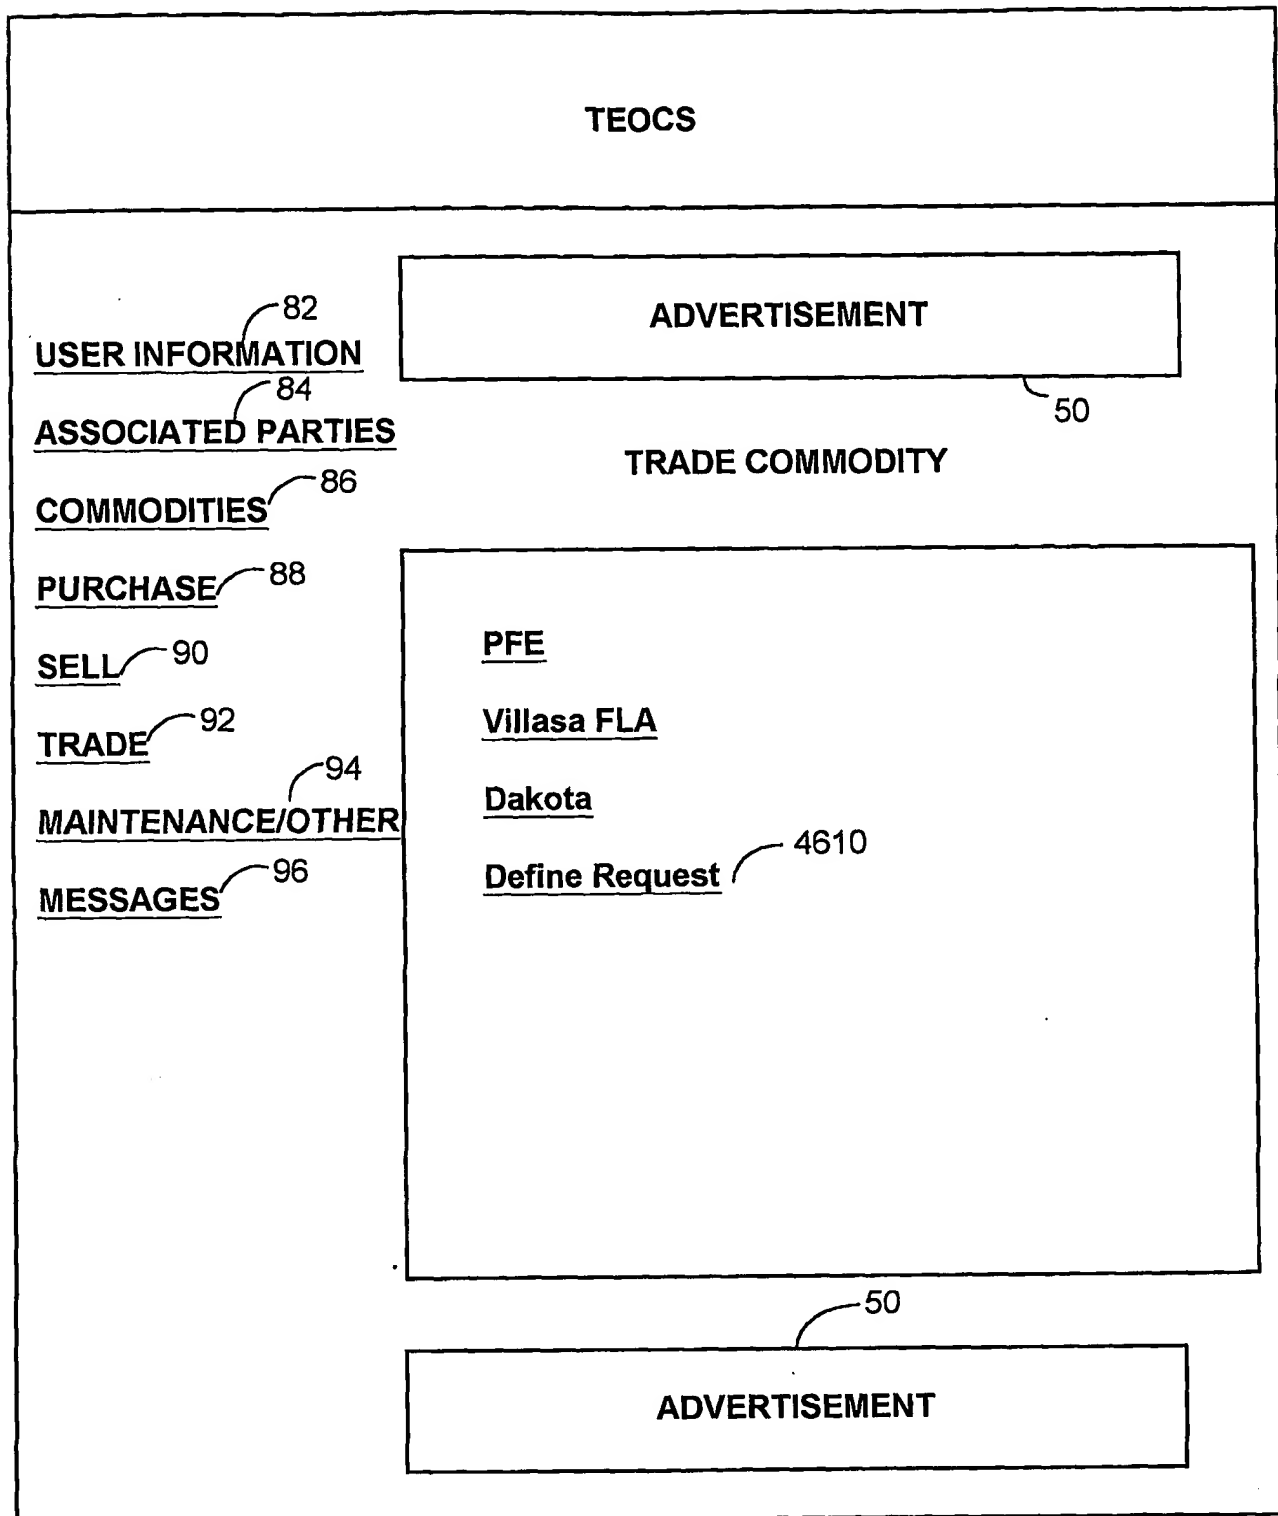 TEOCS
ADVERTISEMENT
50
82
USER INFORMATION
84
ASSOCIATED PARTIES
86
COMMODITIES
88
PURCHASE
90
SELL
92
TRADE
94
MAINTENANCE/OTHER
96
MESSAGES
TRADE COMMODITY
PFE
Villasa FLA
Dakota
Define Request
4610
50
ADVERTISEMENT